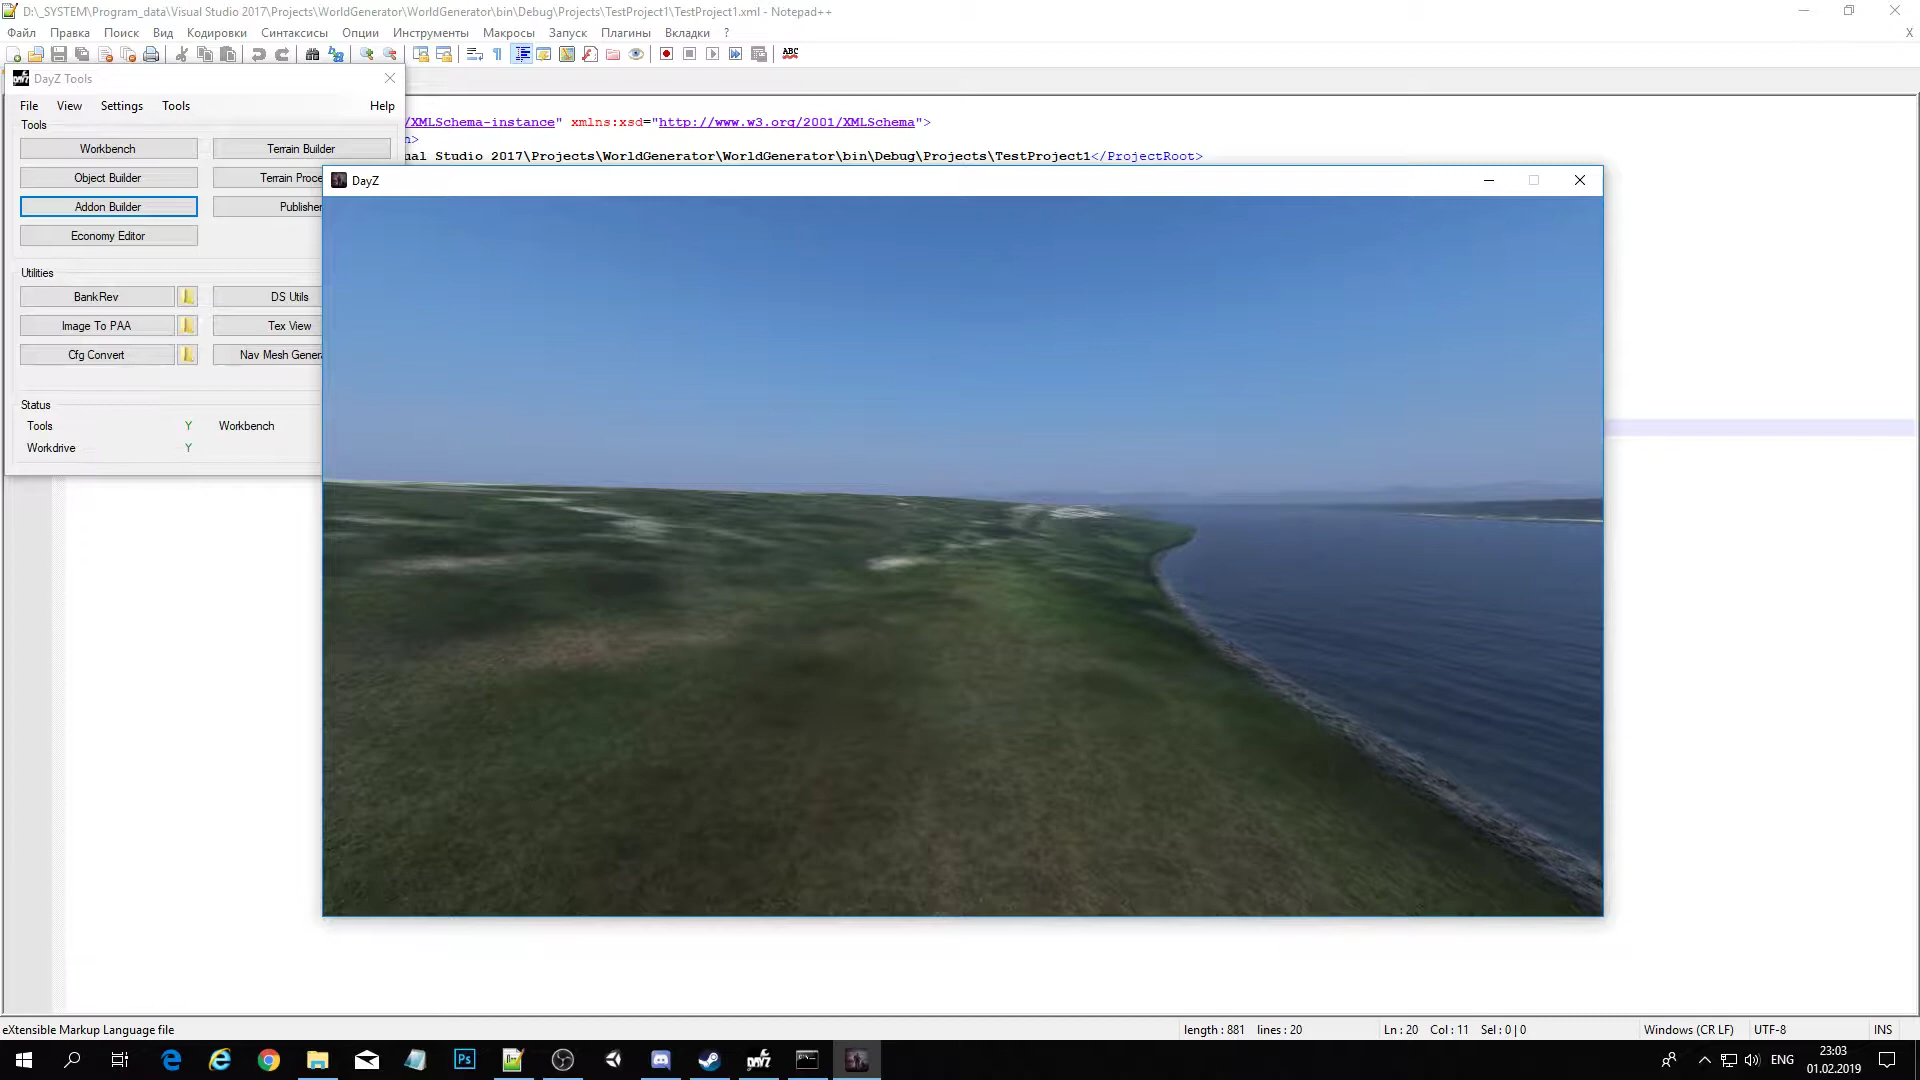 D:\_SYSTEM\Program_data\Visual Studio 2017\Projects\WorldGenerator\WorldGenerator\bin\Debug\Projects\TestProject1\TestProject1.xml - Notepad++
Файл Правка Поиск Вид Кодировки Синтаксисы Опции Инструменты Макросы Запуск Плагины Вкладки ? X
ABC
DayZ Tools
File View Settings Tools Help
Tools
/XMLSchema-instance" xmlns:xsd="http://www.w3.org/2001/XMLSchema">
n>
Workbench Terrain Builder
ual Studio 2017\Projects\WorldGenerator\WorldGenerator\bin\Debug\Projects\TestProject1</ProjectRoot>
Object Builder Terrain Proce
DayZ
Addon Builder Publisher
Economy Editor
Utilities
BankRev DS Utils
Image To PAA Tex View
Cfg Convert Nav Mesh Genera
Status
Tools Y Workbench
Workdrive Y
eXtensible Markup Language file length : 881 lines : 20 Ln : 20 Col : 11 Sel : 0 | 0 Windows (CR LF) UTF-8 INS
Ps DAYZ ENG 23:03
01.02.2019